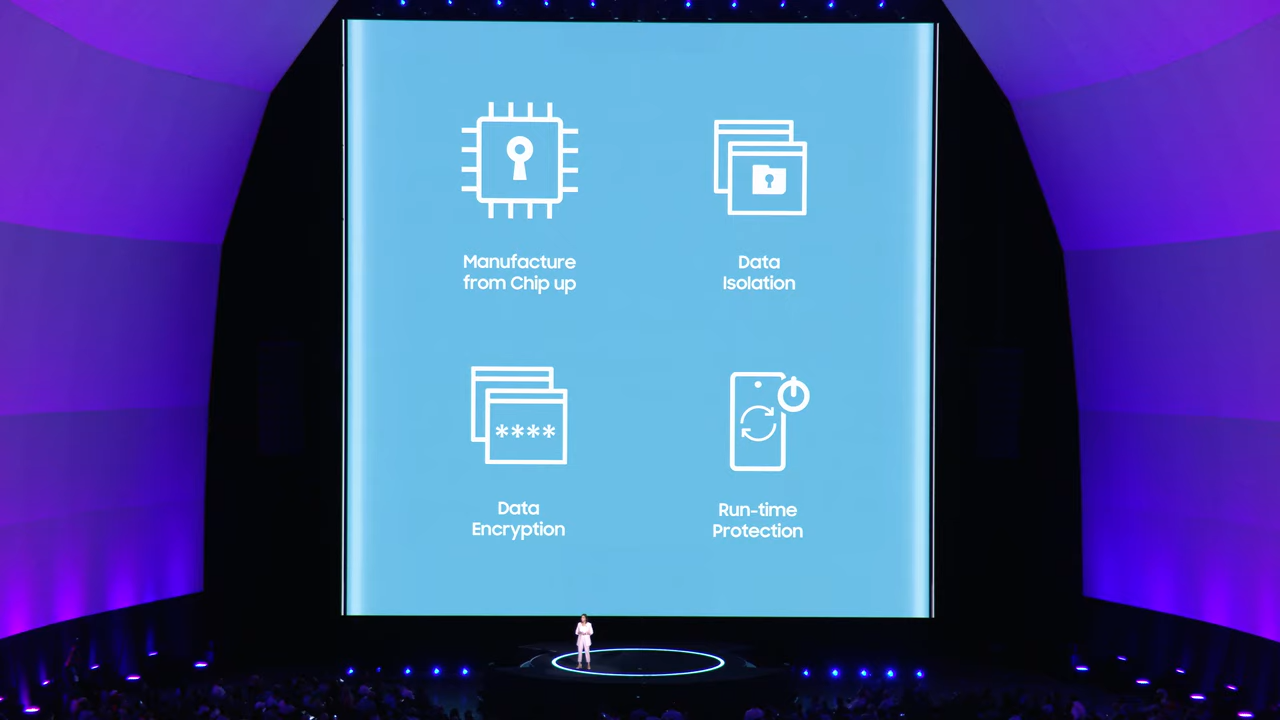 Manufacture
from Chip up
Data
Isolation
****
Data
Encryption
Run-time
Protection